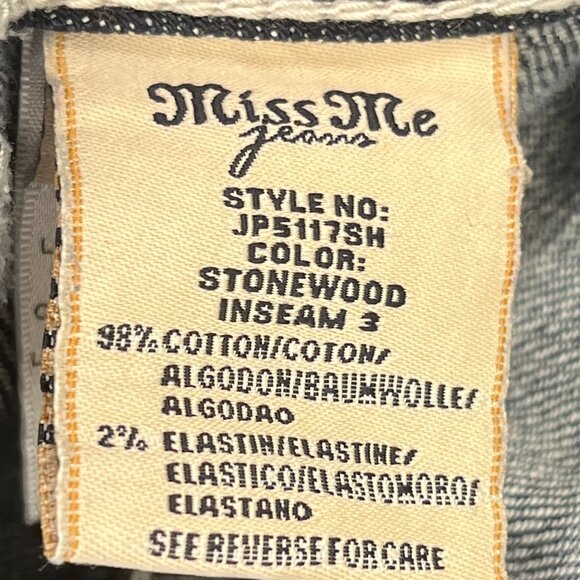 Miss Me
jeans
STYLE NO:
JP5117SH
COLOR:
STONEWOOD
INSEAM 3
98% COTTON/COTON/
ALGODON/BAUMWOLLE/
ALGODAO
2% ELASTIN/ELASTINE/
ELASTICO/ELASTOMORO/
ELASTANO
SEE REVERSE FOR CARE